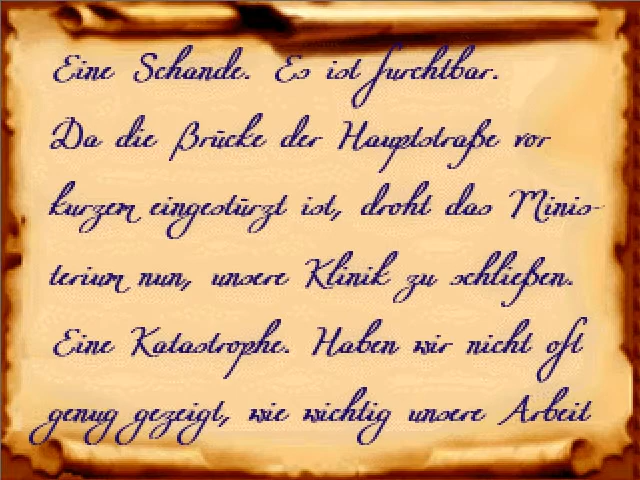 Eine Schande. Es ist furchtbar.
Da die Brücke der Hauptstraße vor
kurzem eingestürzt ist, droht das Minis-
terium nun, unsere Klinik zu schließen.
Eine Katastrophe. Haben wir nicht oft
genug gezeigt, wie wichtig unsere Arbeit